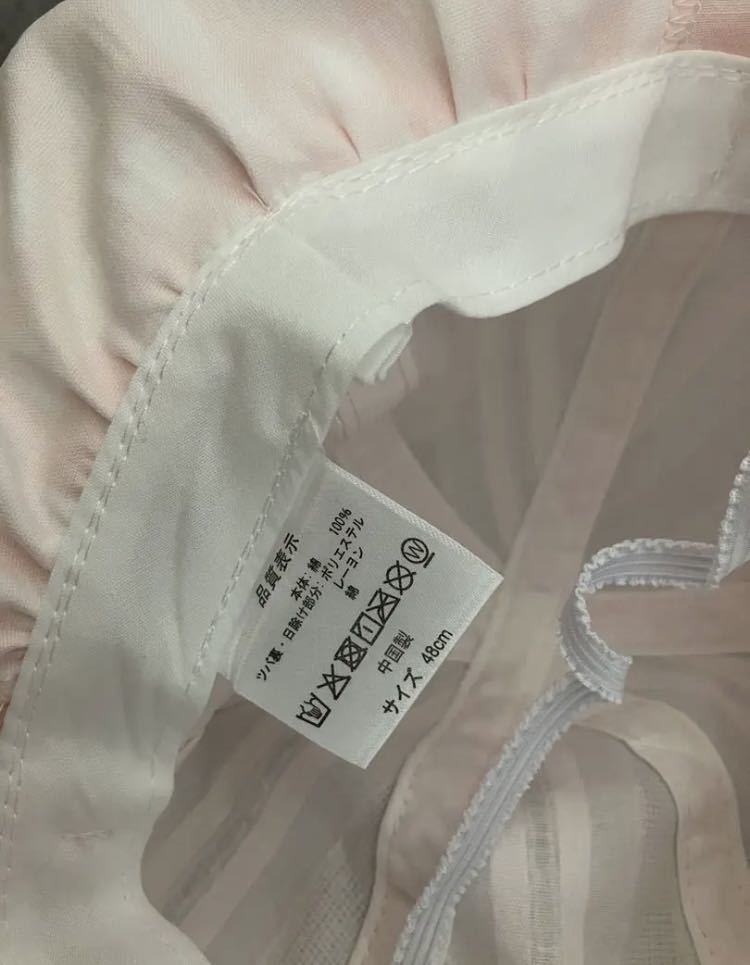 品質表示
本体: 綿 100%
ツバ裏・日除け部分: ポリエステル
レーヨン
綿
W
中国製
サイズ 48cm